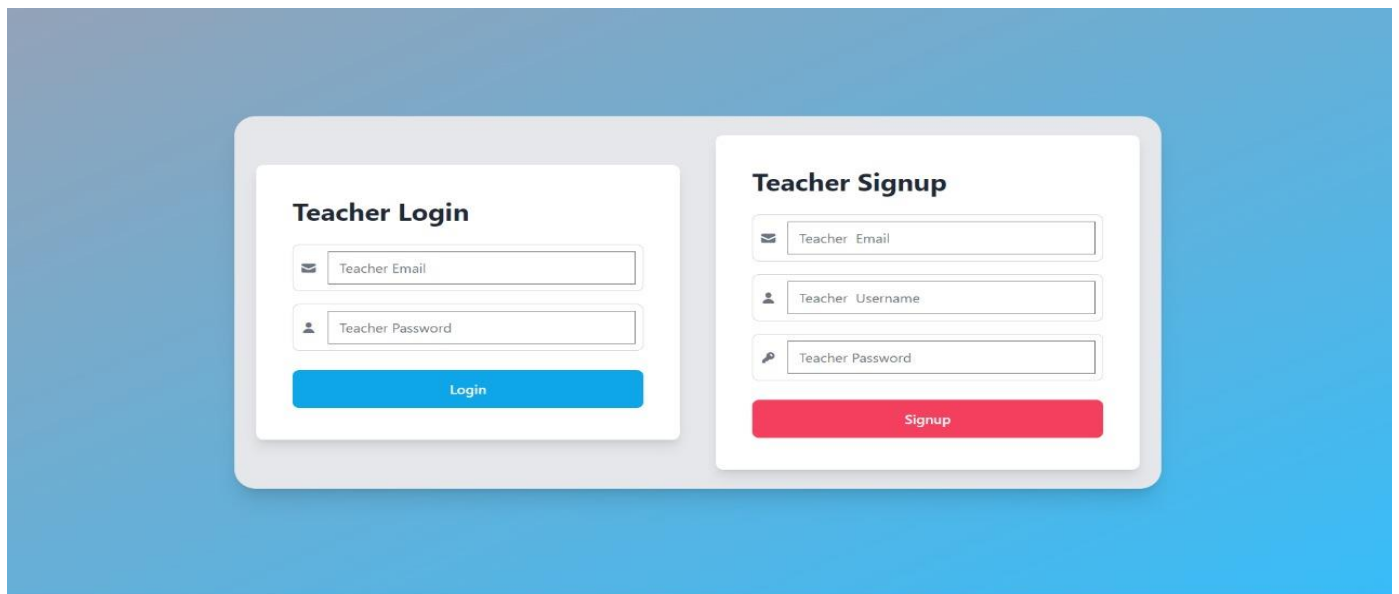 Teacher Login
Teacher Email
Teacher Password
Login
Teacher Signup
Teacher  Email
Teacher  Username
Teacher Password
Signup